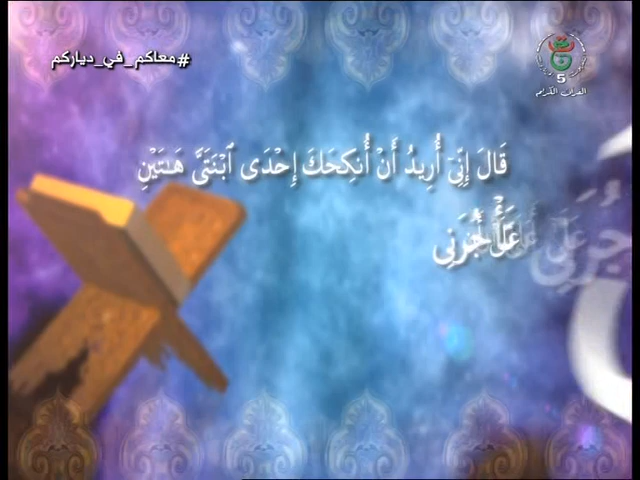 #معاكم_في_دياركم
5
القرآن الكريم
قَالَ إِنِّىٓ أُرِيدُ أَنْ أُنكِحَكَ إِحْدَى ٱبْنَتَىَّ هَـٰتَيْنِ